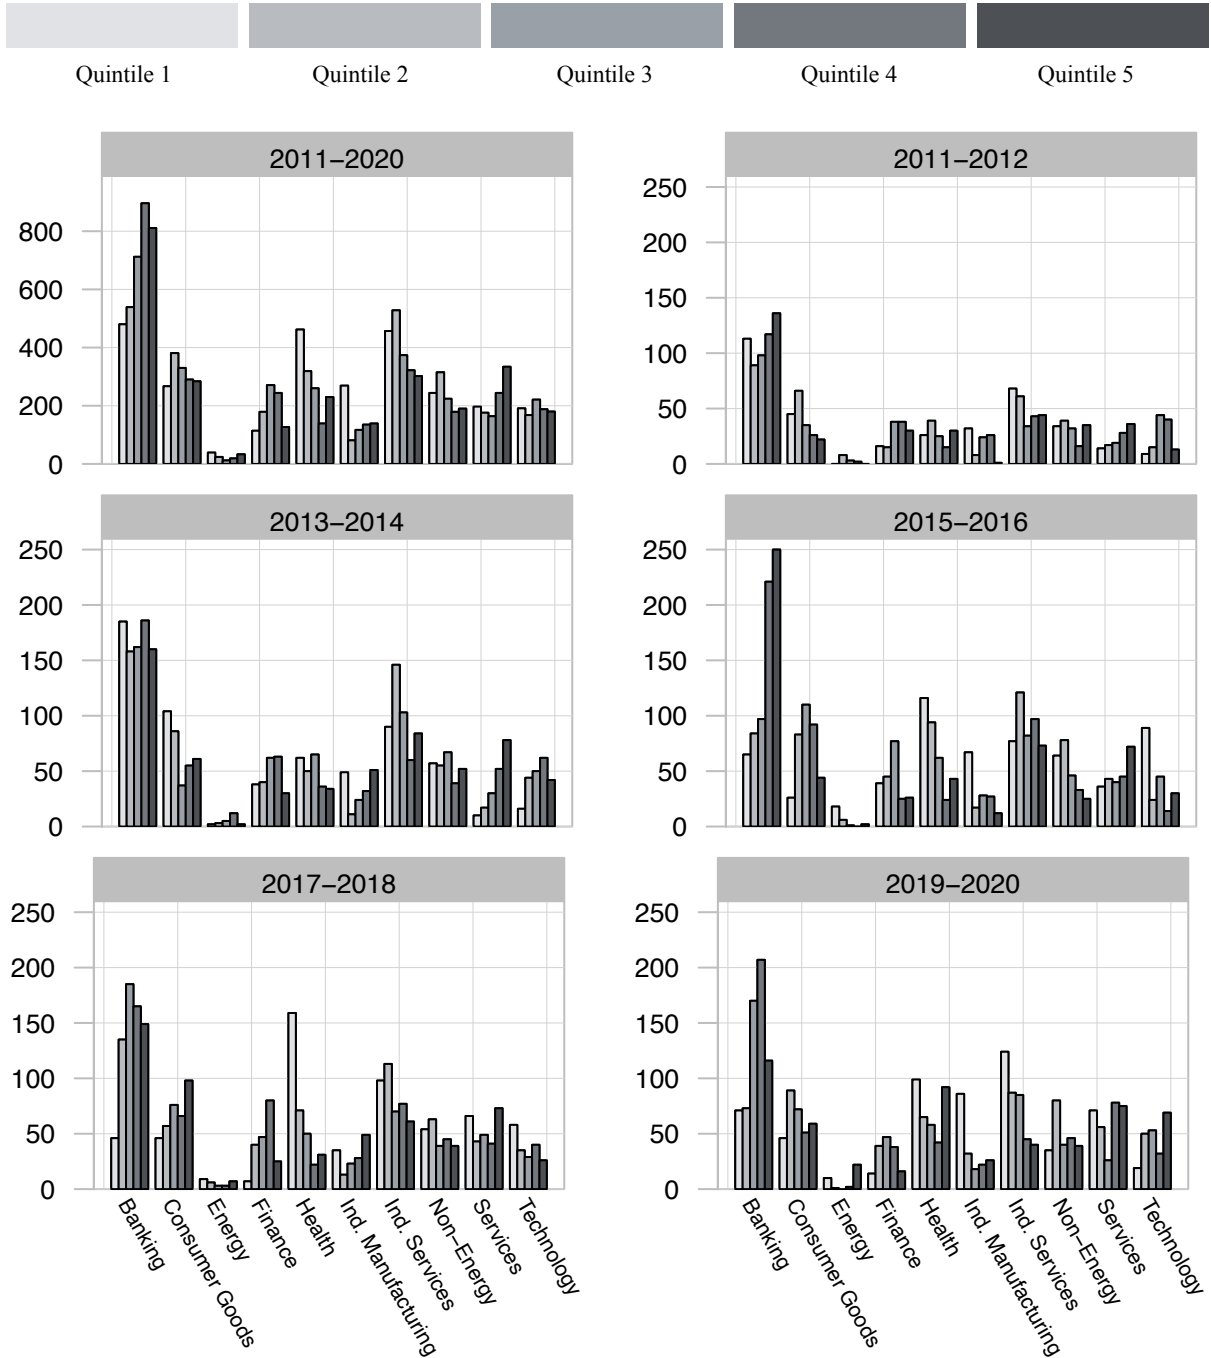 Quintile 1 Quintile 2 Quintile 3 Quintile 4 Quintile 5
2011−2020 2011−2012
800
600
400
200
0
250
200
150
100
50
0
2013−2014 2015−2016
250
200
150
100
50
0
250
200
150
100
50
0
2017−2018 2019−2020
250
200
150
100
50
0
250
200
150
100
50
0
Banking
Consumer Goods
Energy
Finance
Health
Ind. Manufacturing
Ind. Services
Non−Energy
Services
Technology
Banking
Consumer Goods
Energy
Finance
Health
Ind. Manufacturing
Ind. Services
Non−Energy
Services
Technology